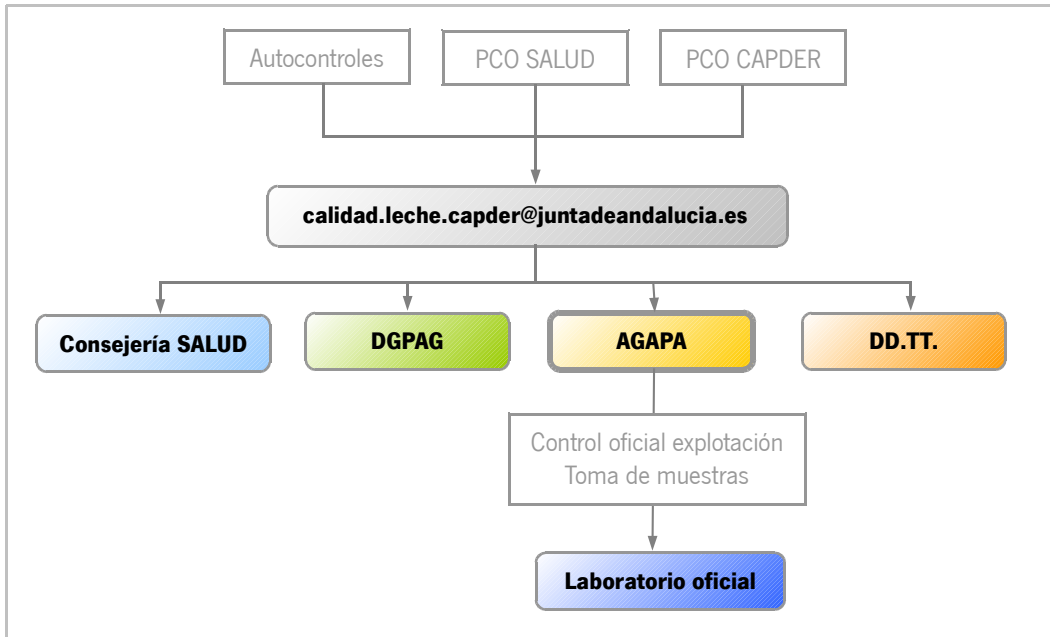 Autocontroles
PCO SALUD
PCO CAPDER
calidad.leche.capder@juntadeandalucia.es
Consejería SALUD
DGPAG
AGAPA
DD.TT.
Control oficial explotación
Toma de muestras
Laboratorio oficial